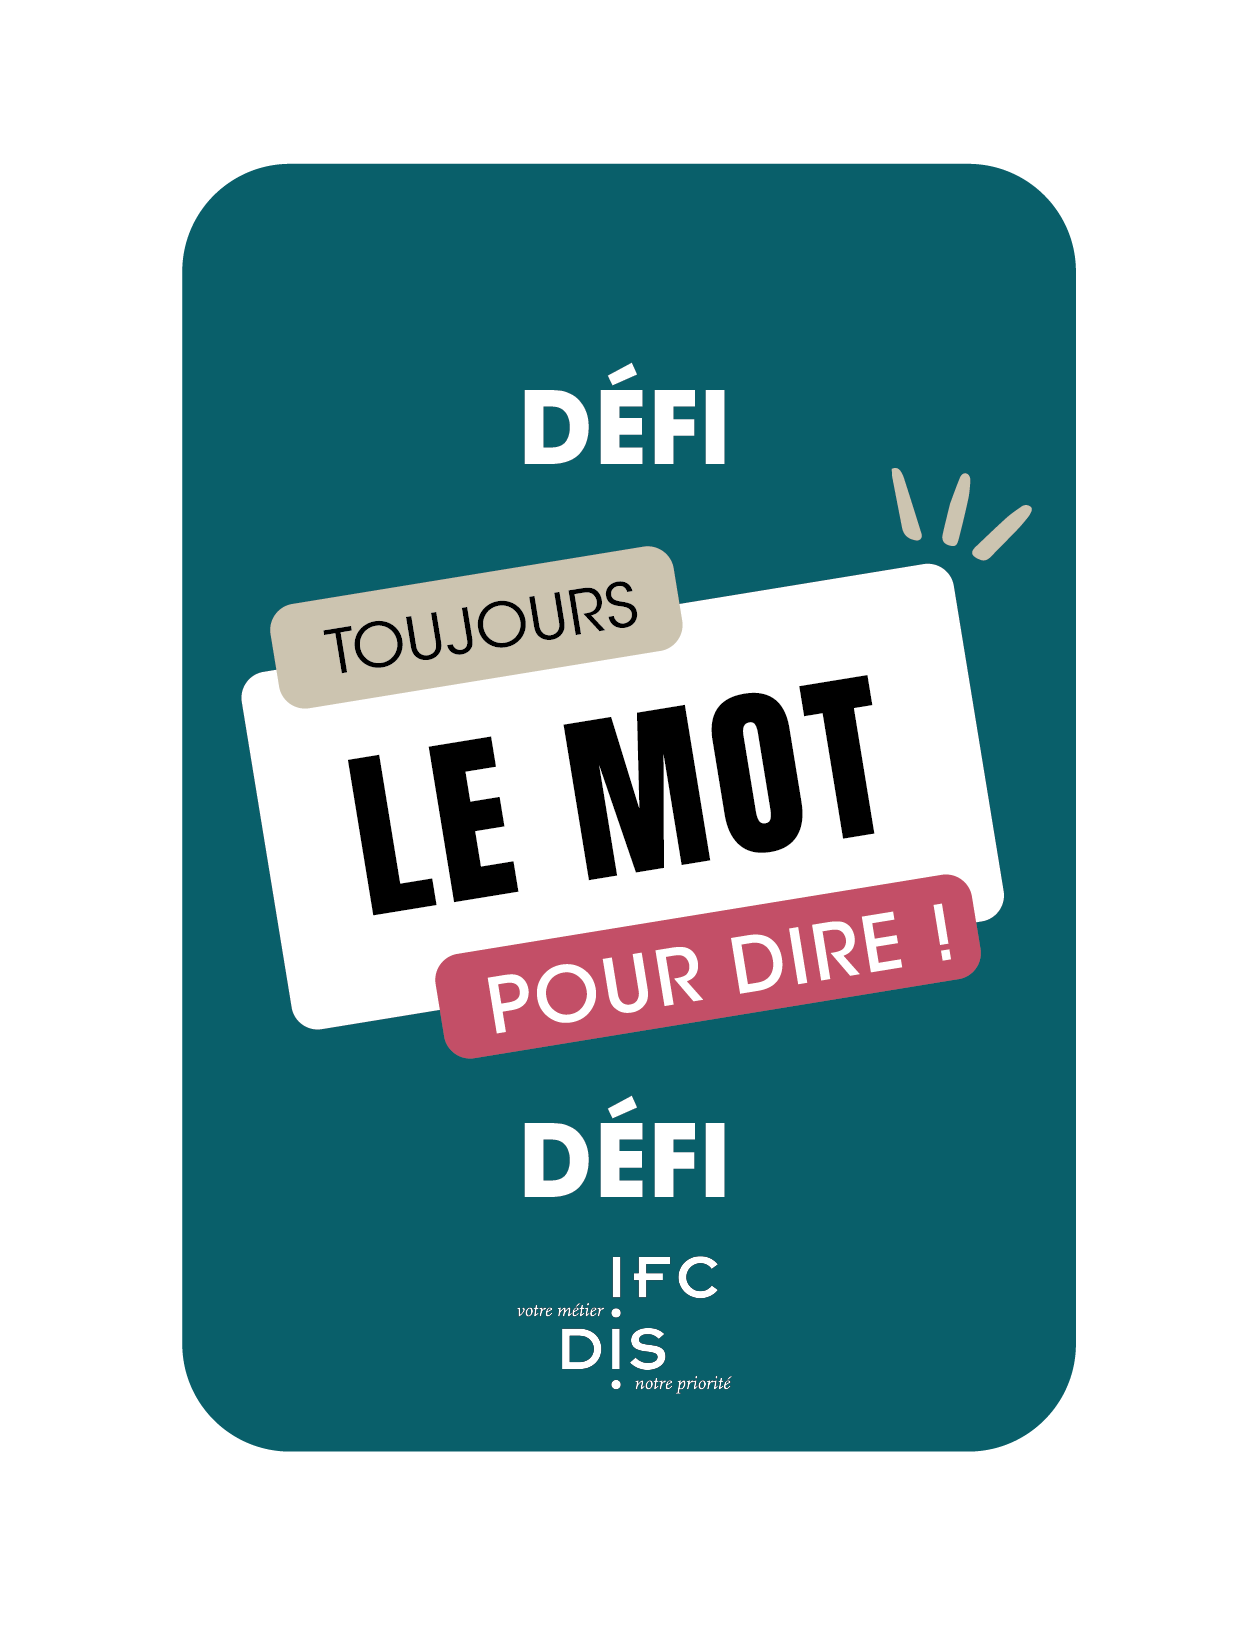 DÉFI
TOUJOURS
LE MOT
POUR DIRE !
DÉFI
IFC
votre métier
DIS
notre priorité